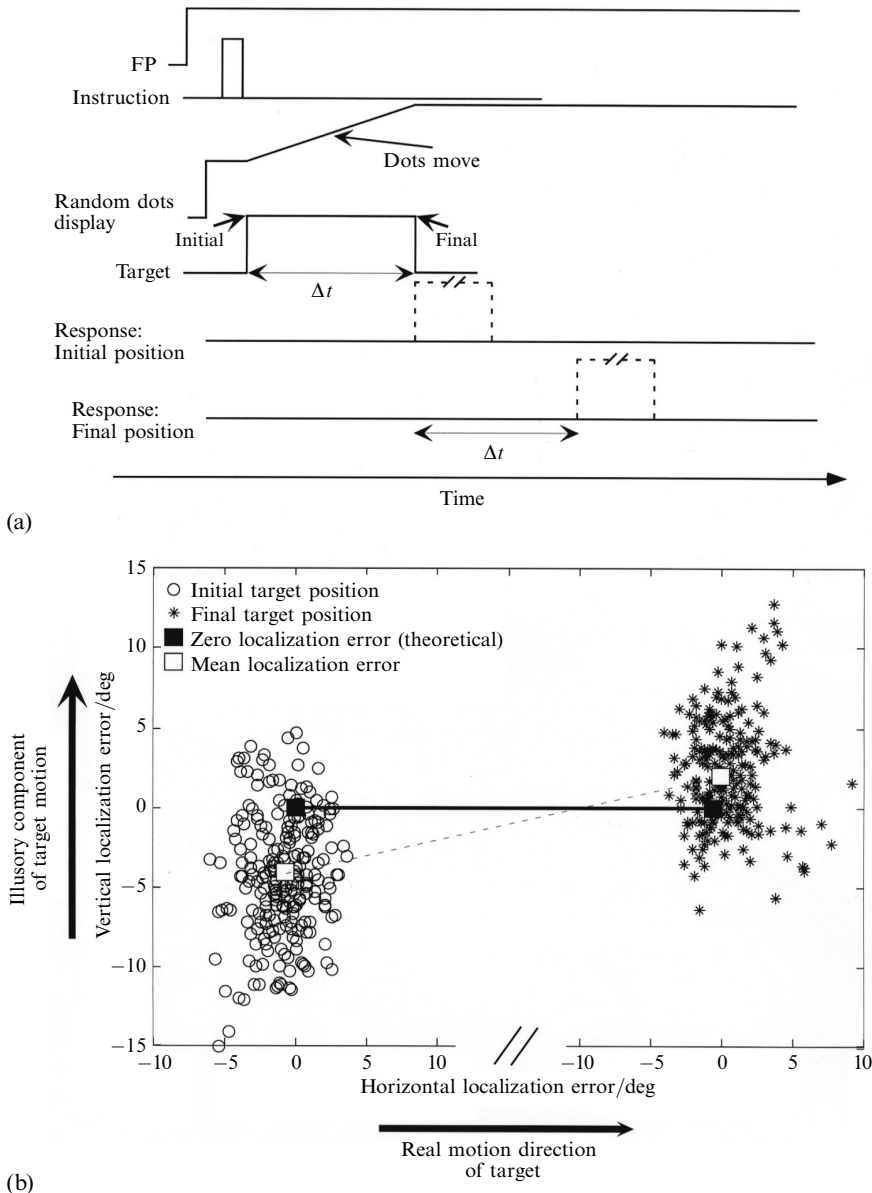 FP
Instruction
Dots move
Random dots
display
Initial
Final
Target
Δt
Response:
Initial position
Response:
Final position
Δt
Time
(a)
15
10
5
0
−5
−10
−15
Initial target position
Final target position
Zero localization error (theoretical)
Mean localization error
Illusory component
of target motion
Vertical localization error/deg
−10 −5 0 5 10 −10 −5 0 5 10
Horizontal localization error/deg
Real motion direction
of target
(b)